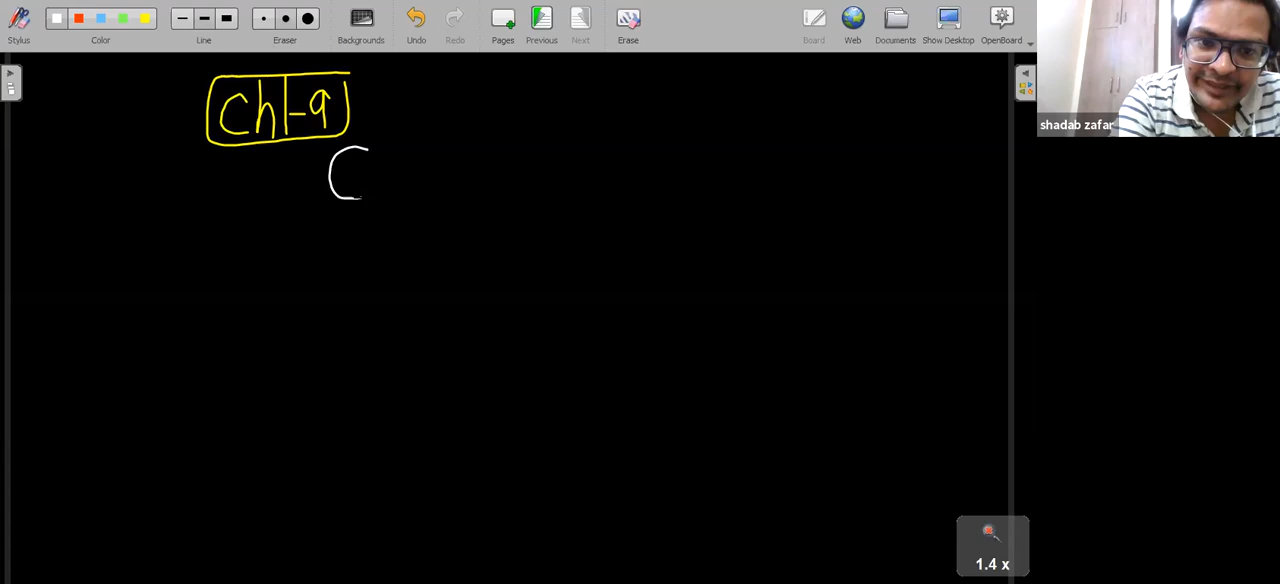 Stylus Color Line Eraser Backgrounds Undo Redo Pages Previous Next Erase Board Web Documents Show Desktop OpenBoard
shadab zafar
Ch-9
C
1.4 x